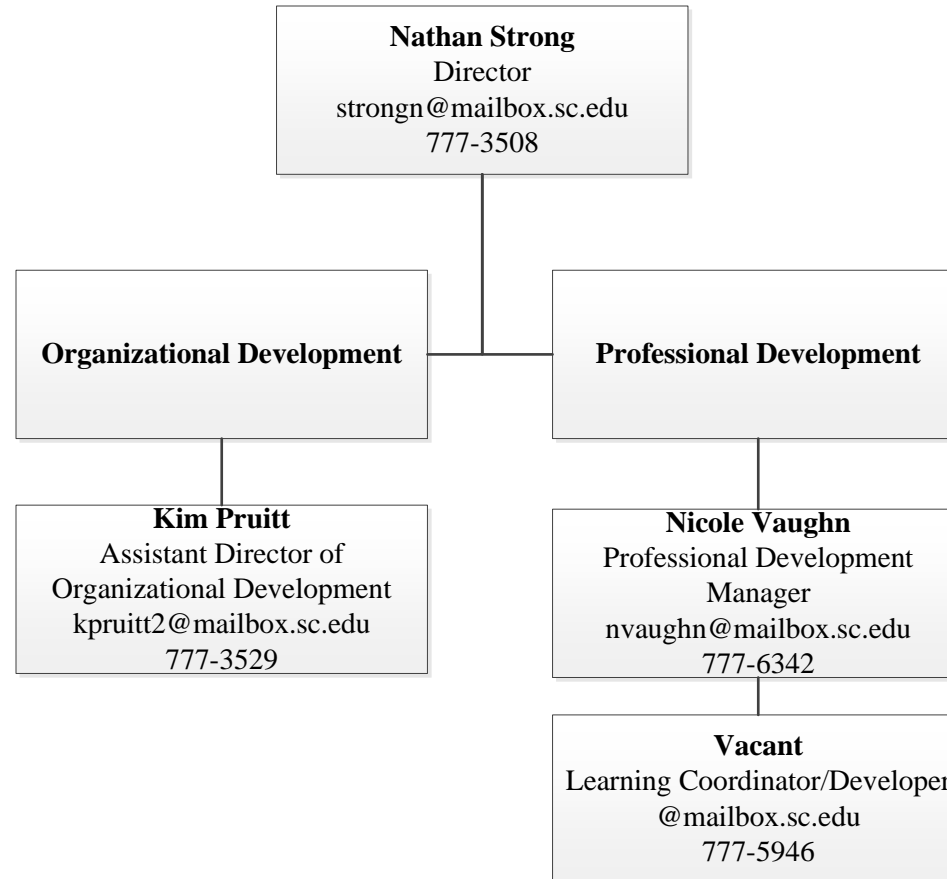 Nathan Strong
Director
strongn@mailbox.sc.edu
777-3508
Organizational Development
Professional Development
Kim Pruitt
Assistant Director of
Organizational Development
kpruitt2@mailbox.sc.edu
777-3529
Nicole Vaughn
Professional Development
Manager
nvaughn@mailbox.sc.edu
777-6342
Vacant
Learning Coordinator/Developer
@mailbox.sc.edu
777-5946